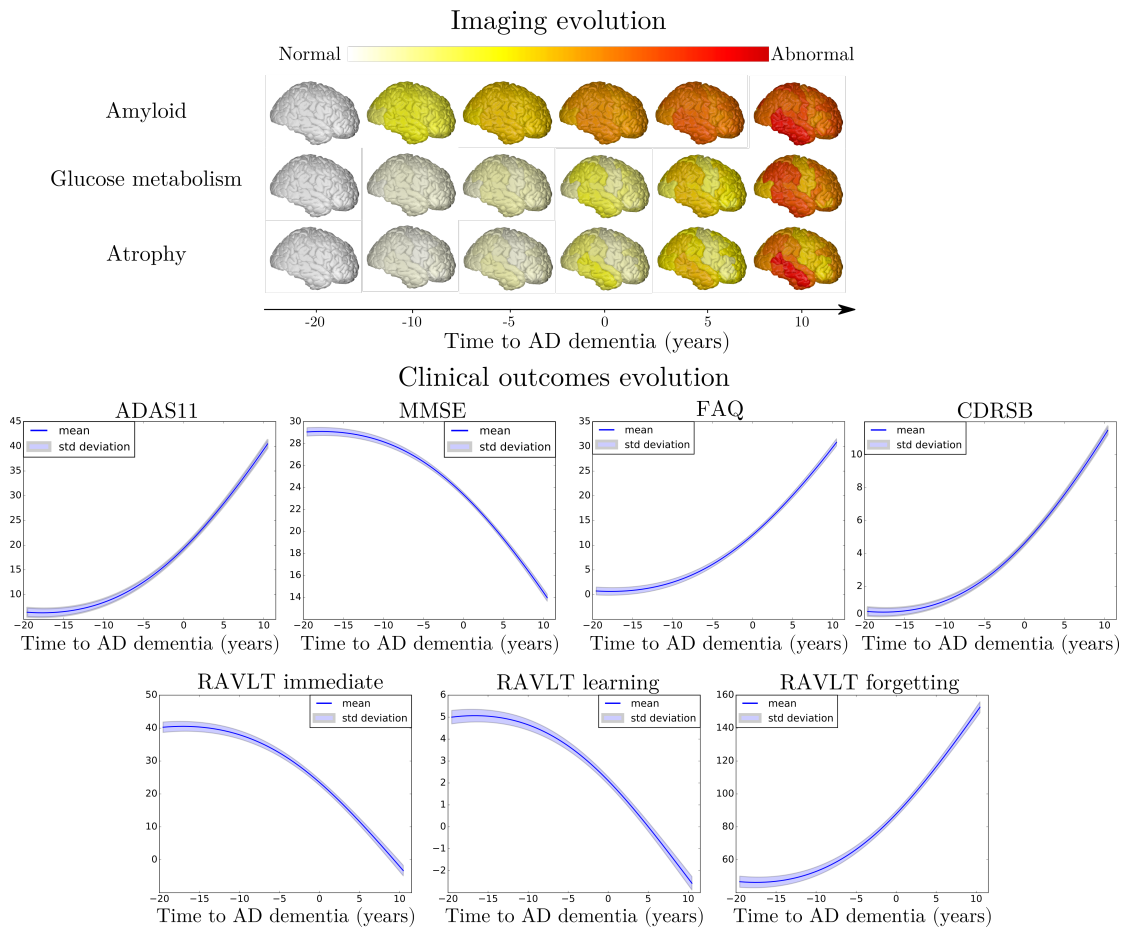 Imaging evolution
Normal Abnormal
Amyloid
Glucose metabolism
Atrophy
-20 -10 -5 0 5 10
Time to AD dementia (years)
Clinical outcomes evolution
ADAS11 MMSE FAQ CDRSB
mean mean mean mean
std deviation std deviation std deviation std deviation
45 30 35
40 28 30 10
35 26 25 8
30 24 20
25 22 15 6
20 20 10 4
15 18 5 2
10 16 0 0
14
−20 −15 −10 −5 0 5 10 −20 −15 −10 −5 0 5 10 −20 −15 −10 −5 0 5 10 −20 −15 −10 −5 0 5 10
Time to AD dementia (years) Time to AD dementia (years) Time to AD dementia (years) Time to AD dementia (years)
RAVLT immediate RAVLT learning RAVLT forgetting
mean mean mean
std deviation std deviation std deviation
50 6 160
40 5 140
30 4 120
20 3 100
10 2 80
0 1 60
0
−1
−2
−20 −15 −10 −5 0 5 10 −20 −15 −10 −5 0 5 10 −20 −15 −10 −5 0 5 10
Time to AD dementia (years) Time to AD dementia (years) Time to AD dementia (years)